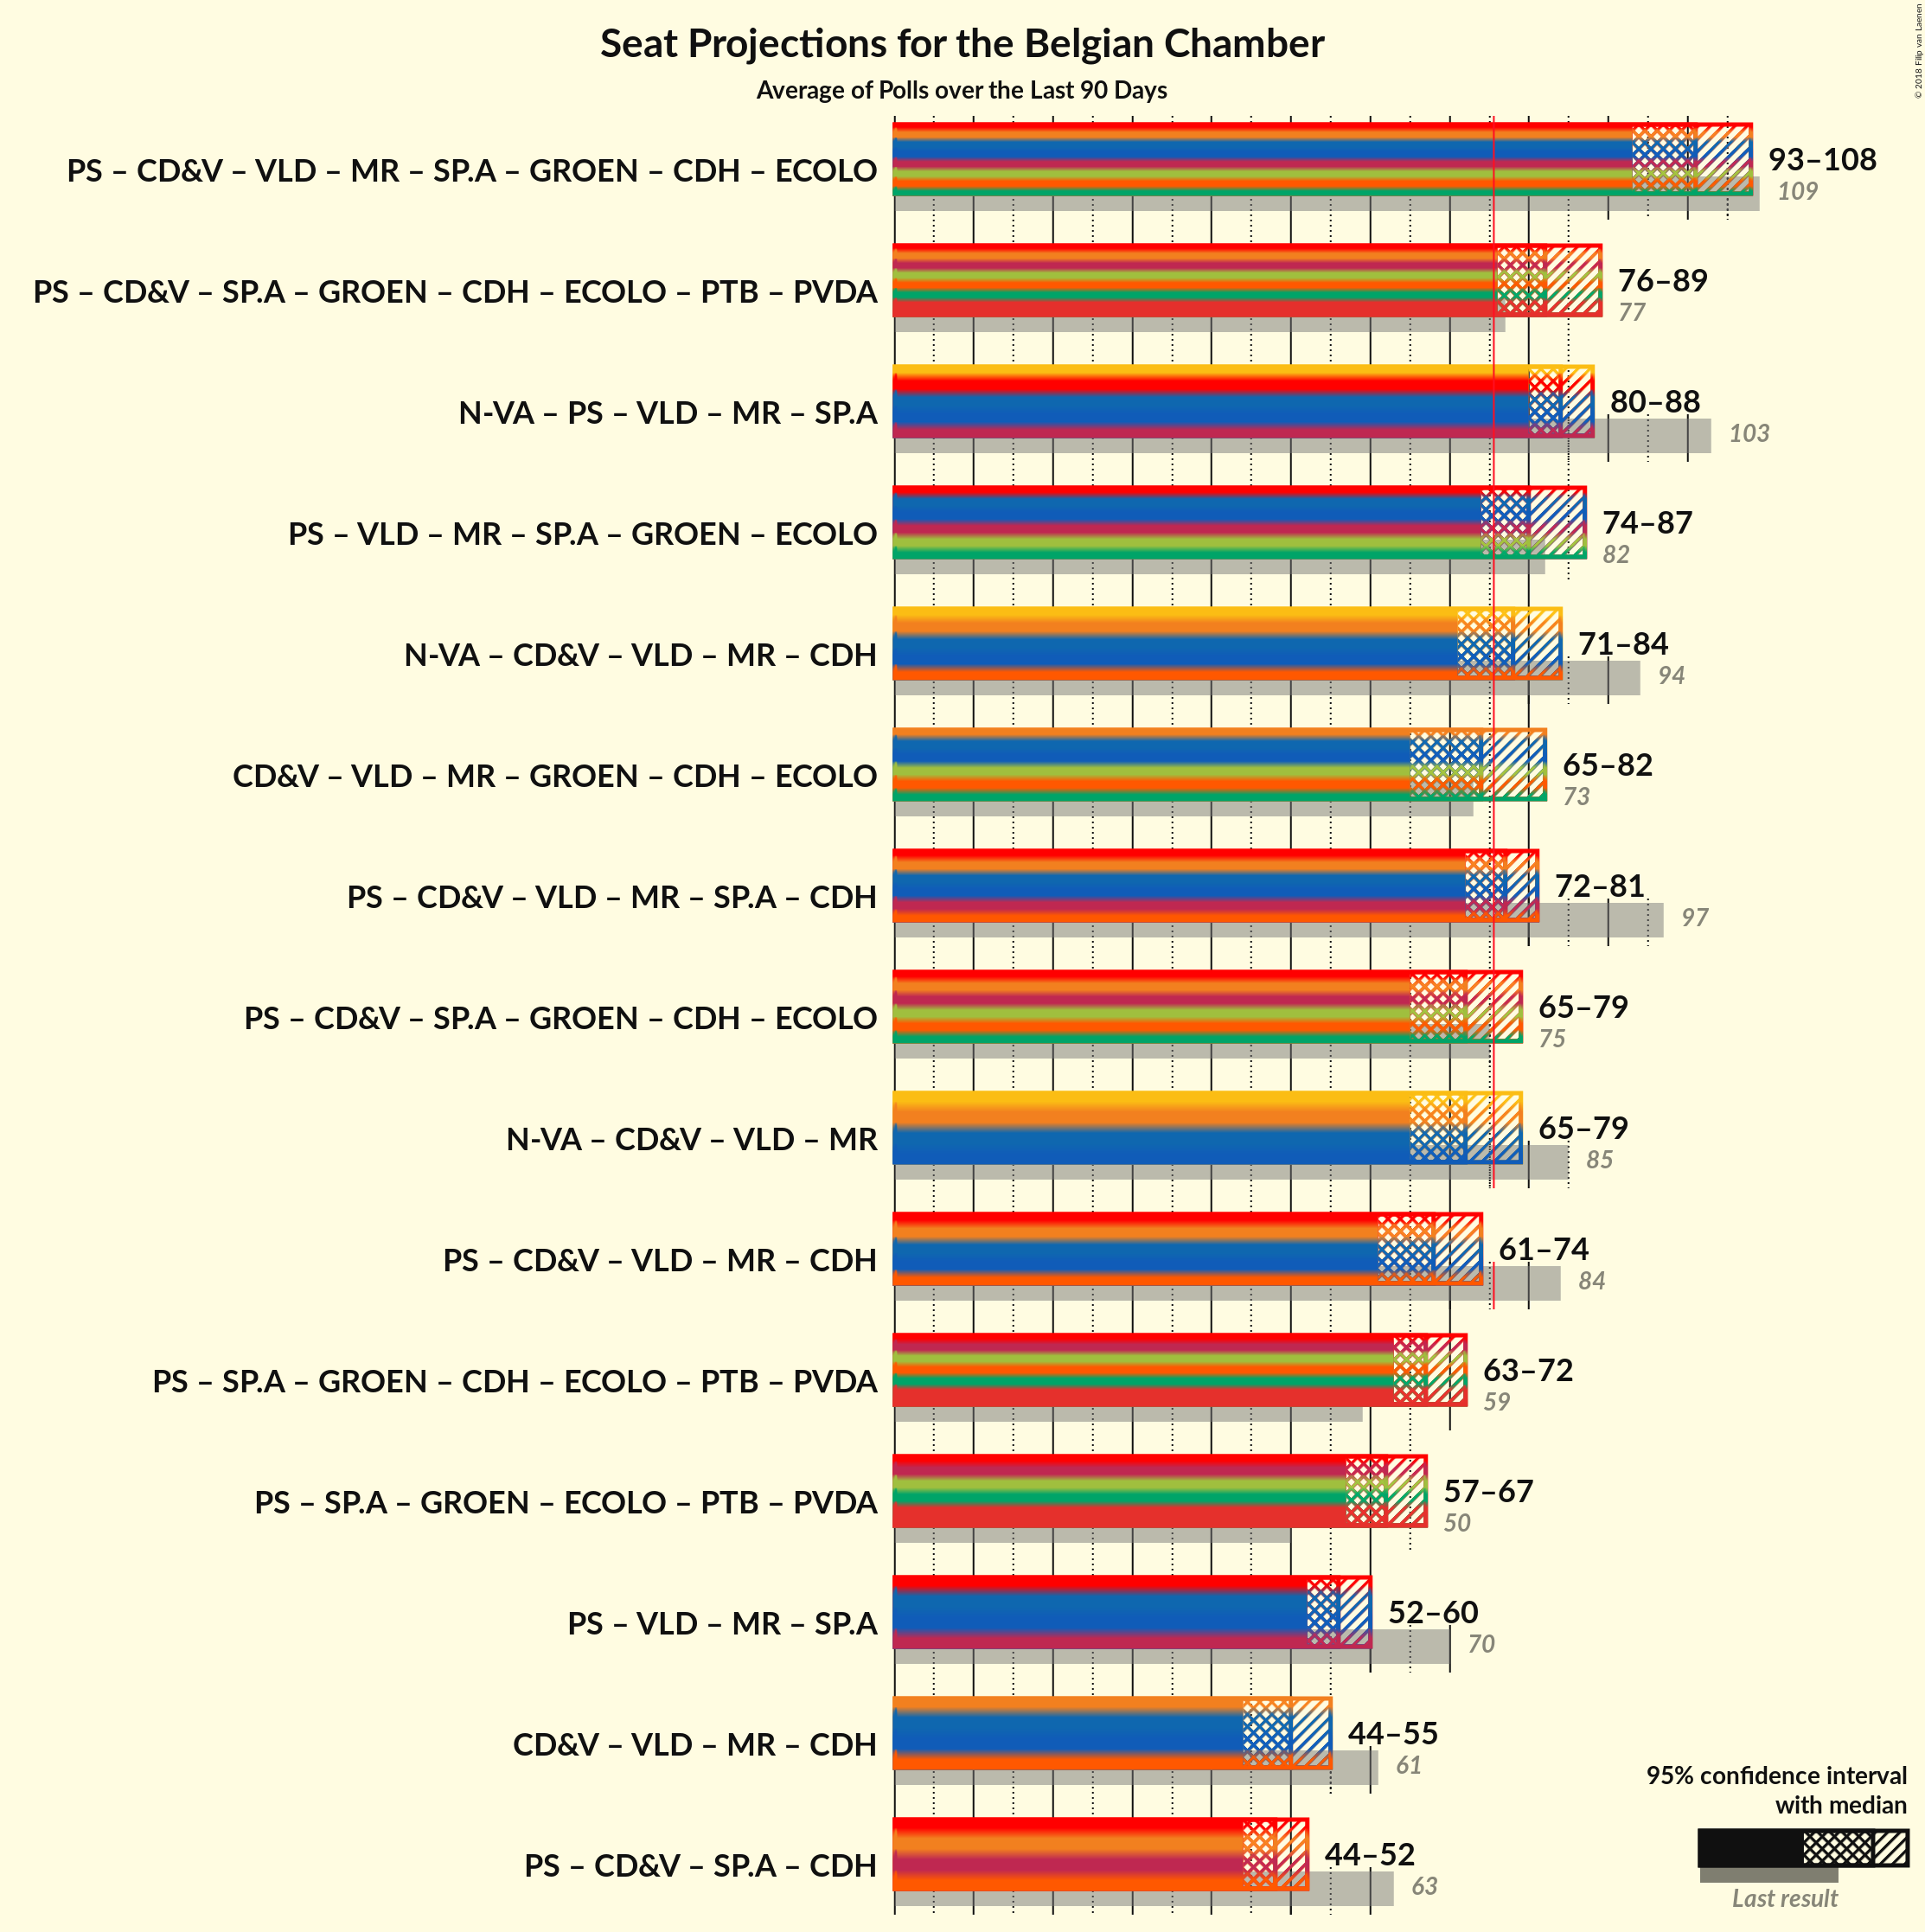 Seat Projections for the Belgian Chamber
Average of Polls over the Last 90 Days
© 2018 Filip van Laenen
PS – CD&V – VLD – MR – SP.A – GROEN – CDH – ECOLO
93–108
109
PS – CD&V – SP.A – GROEN – CDH – ECOLO – PTB – PVDA
76–89
77
N-VA – PS – VLD – MR – SP.A
80–88
103
PS – VLD – MR – SP.A – GROEN – ECOLO
74–87
82
N-VA – CD&V – VLD – MR – CDH
71–84
94
CD&V – VLD – MR – GROEN – CDH – ECOLO
65–82
73
PS – CD&V – VLD – MR – SP.A – CDH
72–81
97
PS – CD&V – SP.A – GROEN – CDH – ECOLO
65–79
75
N-VA – CD&V – VLD – MR
65–79
85
PS – CD&V – VLD – MR – CDH
61–74
84
PS – SP.A – GROEN – CDH – ECOLO – PTB – PVDA
63–72
59
PS – SP.A – GROEN – ECOLO – PTB – PVDA
57–67
50
PS – VLD – MR – SP.A
52–60
70
CD&V – VLD – MR – CDH
44–55
61
PS – CD&V – SP.A – CDH
44–52
63
95% confidence interval
with median
Last result